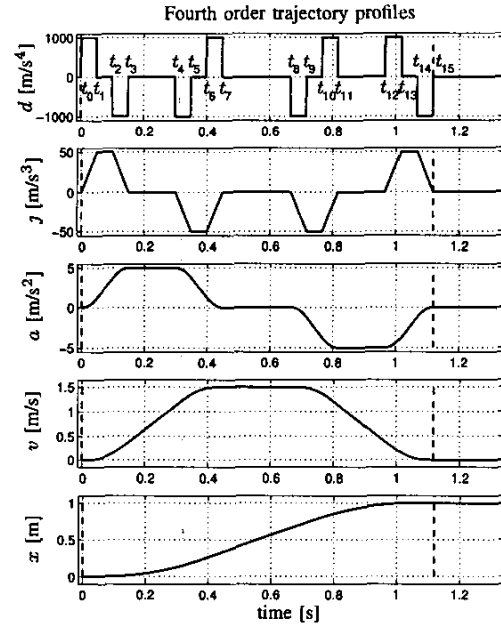 Fourth order trajectory profiles
d [m/s⁴]
1000
0
-1000
t₀ t₁
t₂ t₃
t₄ t₅
t₆ t₇
t₈ t₉
t₁₀ t₁₁
t₁₂ t₁₃
t₁₄ t₁₅
0 0.2 0.4 0.6 0.8 1 1.2
ȷ [m/s³]
50
0
-50
0 0.2 0.4 0.6 0.8 1 1.2
a [m/s²]
5
0
-5
0 0.2 0.4 0.6 0.8 1 1.2
v [m/s]
1.5
1
0.5
0
0 0.2 0.4 0.6 0.8 1 1.2
x [m]
1
0.5
0
0 0.2 0.4 0.6 0.8 1 1.2
time [s]